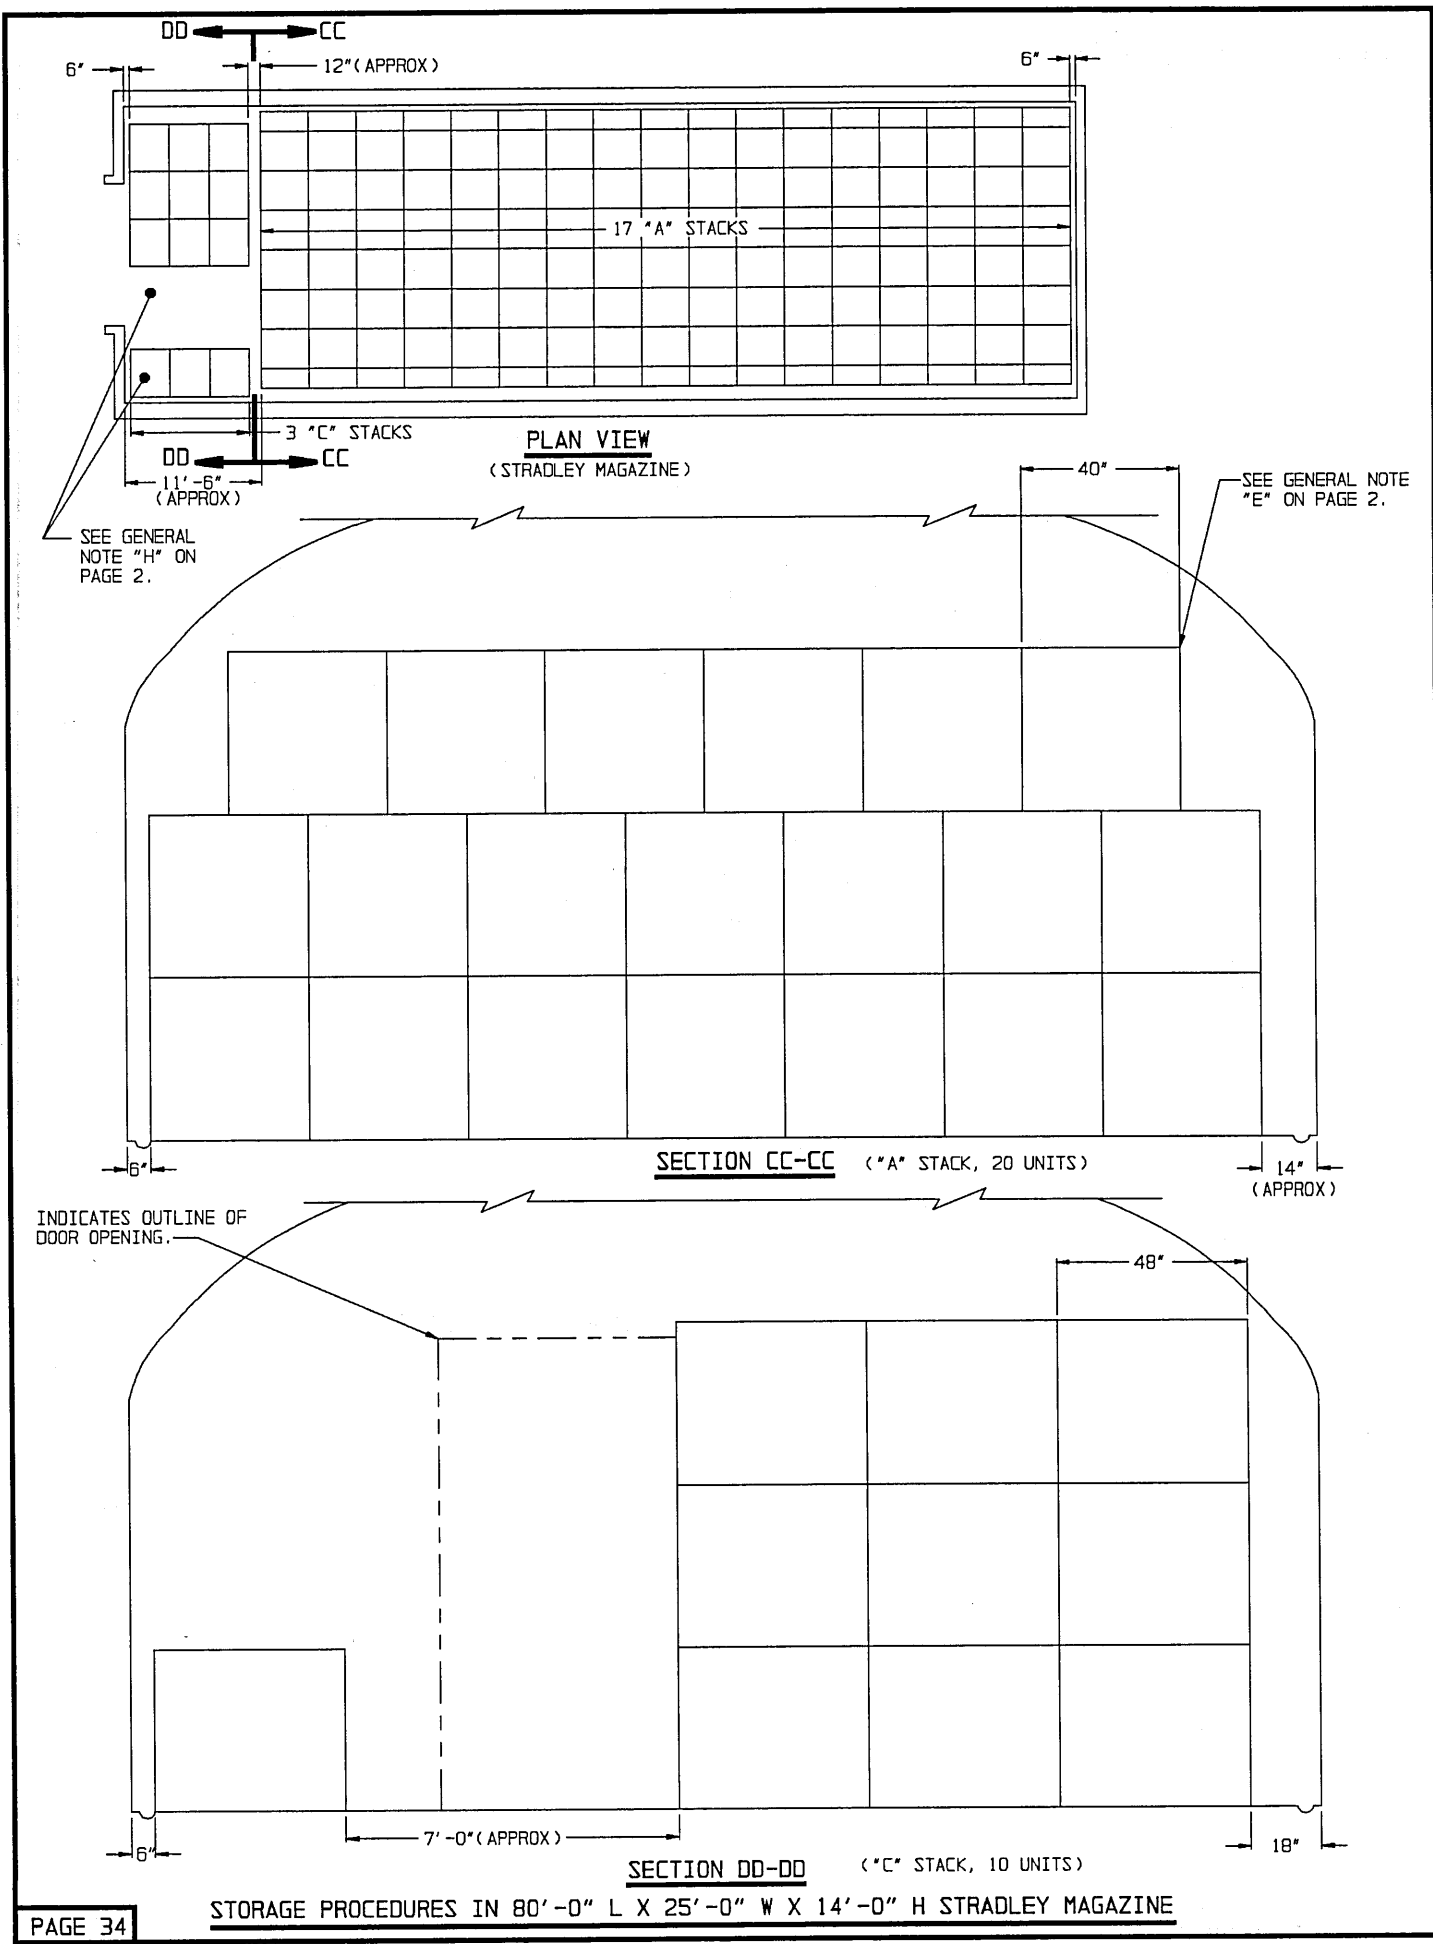 DD CC
6" 12"(APPROX) 6"
17 "A" STACKS
3 "C" STACKS
DD CC
11'-6"
(APPROX)
PLAN VIEW
(STRADLEY MAGAZINE)
SEE GENERAL
NOTE "H" ON
PAGE 2.
40"
SEE GENERAL NOTE
"E" ON PAGE 2.
6"
SECTION CC-CC ("A" STACK, 20 UNITS)
14"
(APPROX)
INDICATES OUTLINE OF
DOOR OPENING.
48"
6"
7'-0"(APPROX)
18"
SECTION DD-DD ("C" STACK, 10 UNITS)
STORAGE PROCEDURES IN 80'-0" L X 25'-0" W X 14'-0" H STRADLEY MAGAZINE
PAGE 34